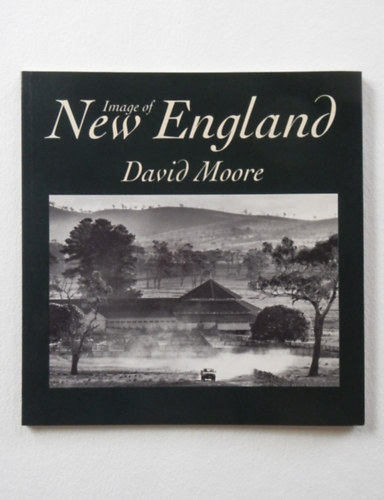 Image of
New England
David Moore